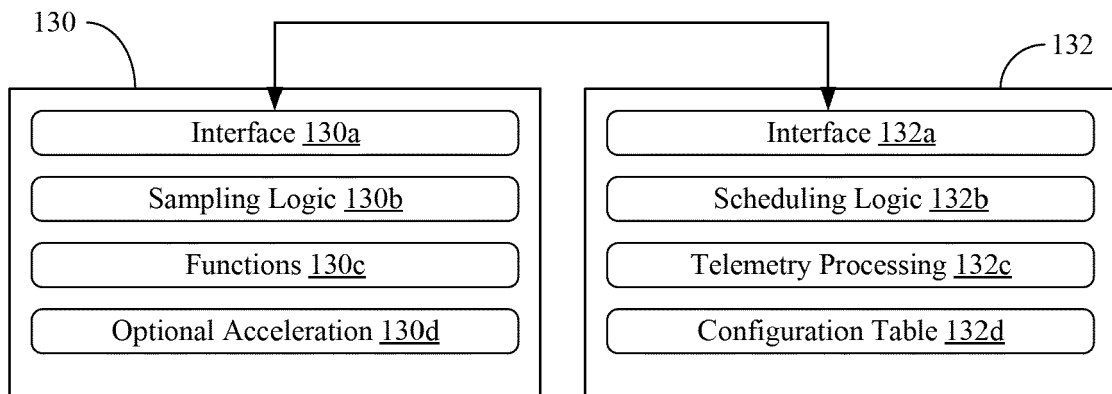 130
132
Interface 130a
Interface 132a
Sampling Logic 130b
Scheduling Logic 132b
Functions 130c
Telemetry Processing 132c
Optional Acceleration 130d
Configuration Table 132d